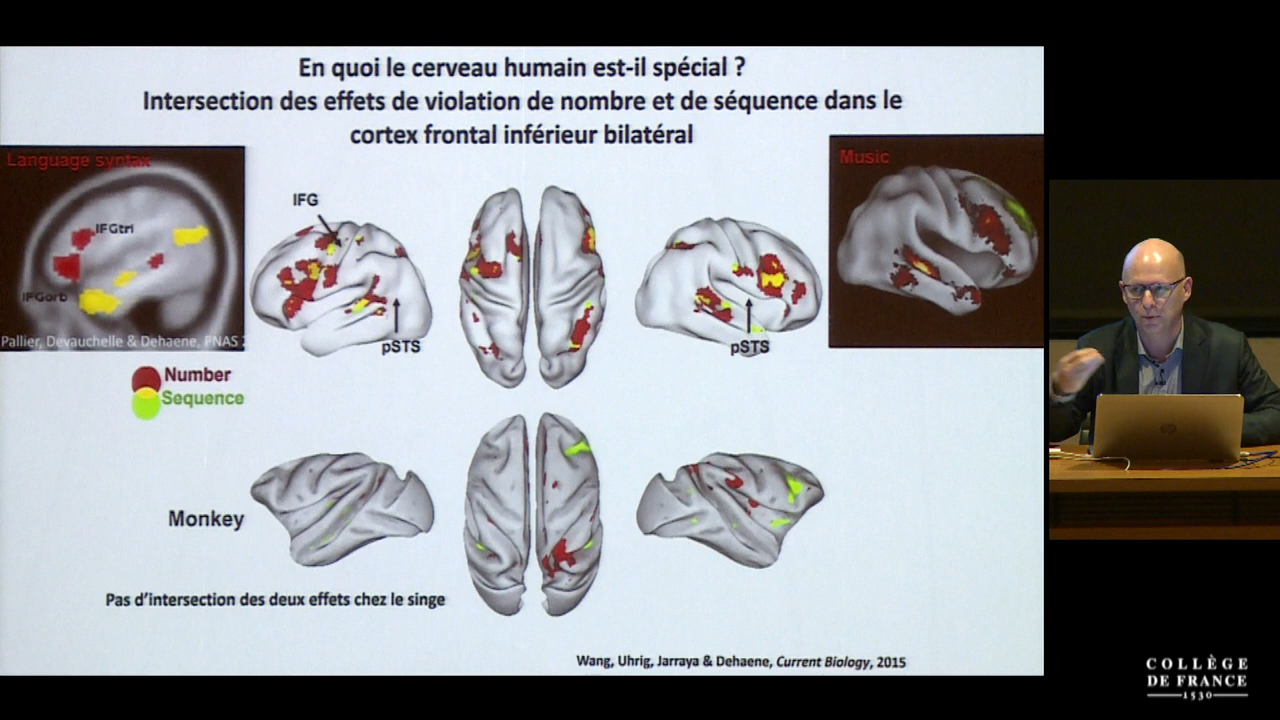 En quoi le cerveau humain est-il spécial ?
Intersection des effets de violation de nombre et de séquence dans le
cortex frontal inférieur bilatéral
Language syntax
Music
IFG
IFGtri
IFGorb
Pallier, Devauchelle & Dehaene, PNAS
pSTS
pSTS
Number
Sequence
Monkey
Pas d'intersection des deux effets chez le singe
Wang, Uhrig, Jarraya & Dehaene, Current Biology, 2015
COLLÈGE
DE FRANCE
1530